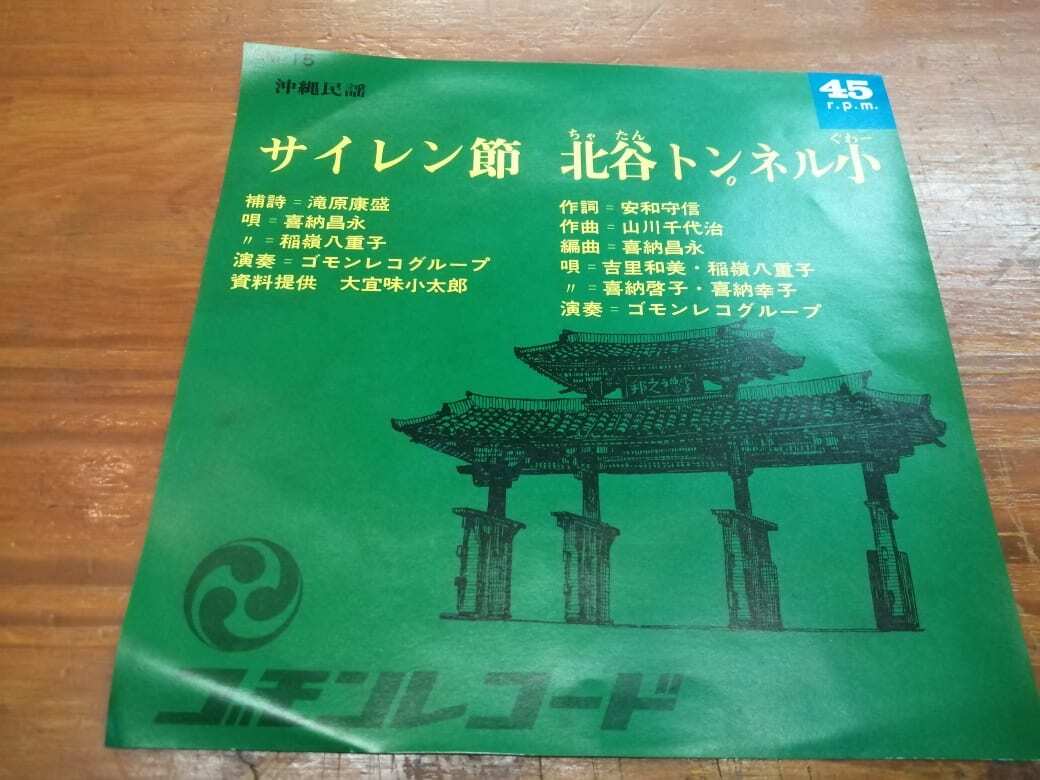 沖縄民謡
45
r.p.m.
サイレン節
補詩=滝原康盛
唄=喜納昌永
〃=稲嶺八重子
演奏=ゴモンレコグループ
資料提供 大宜味小太郎
ちゃたん ぐわー
北谷トンネル小
作詞=安和守信
作曲=山川千代治
編曲=喜納昌永
唄=吉里和美・稲嶺八重子
〃=喜納啓子・喜納幸子
演奏=ゴモンレコグループ
ゴモンレコード